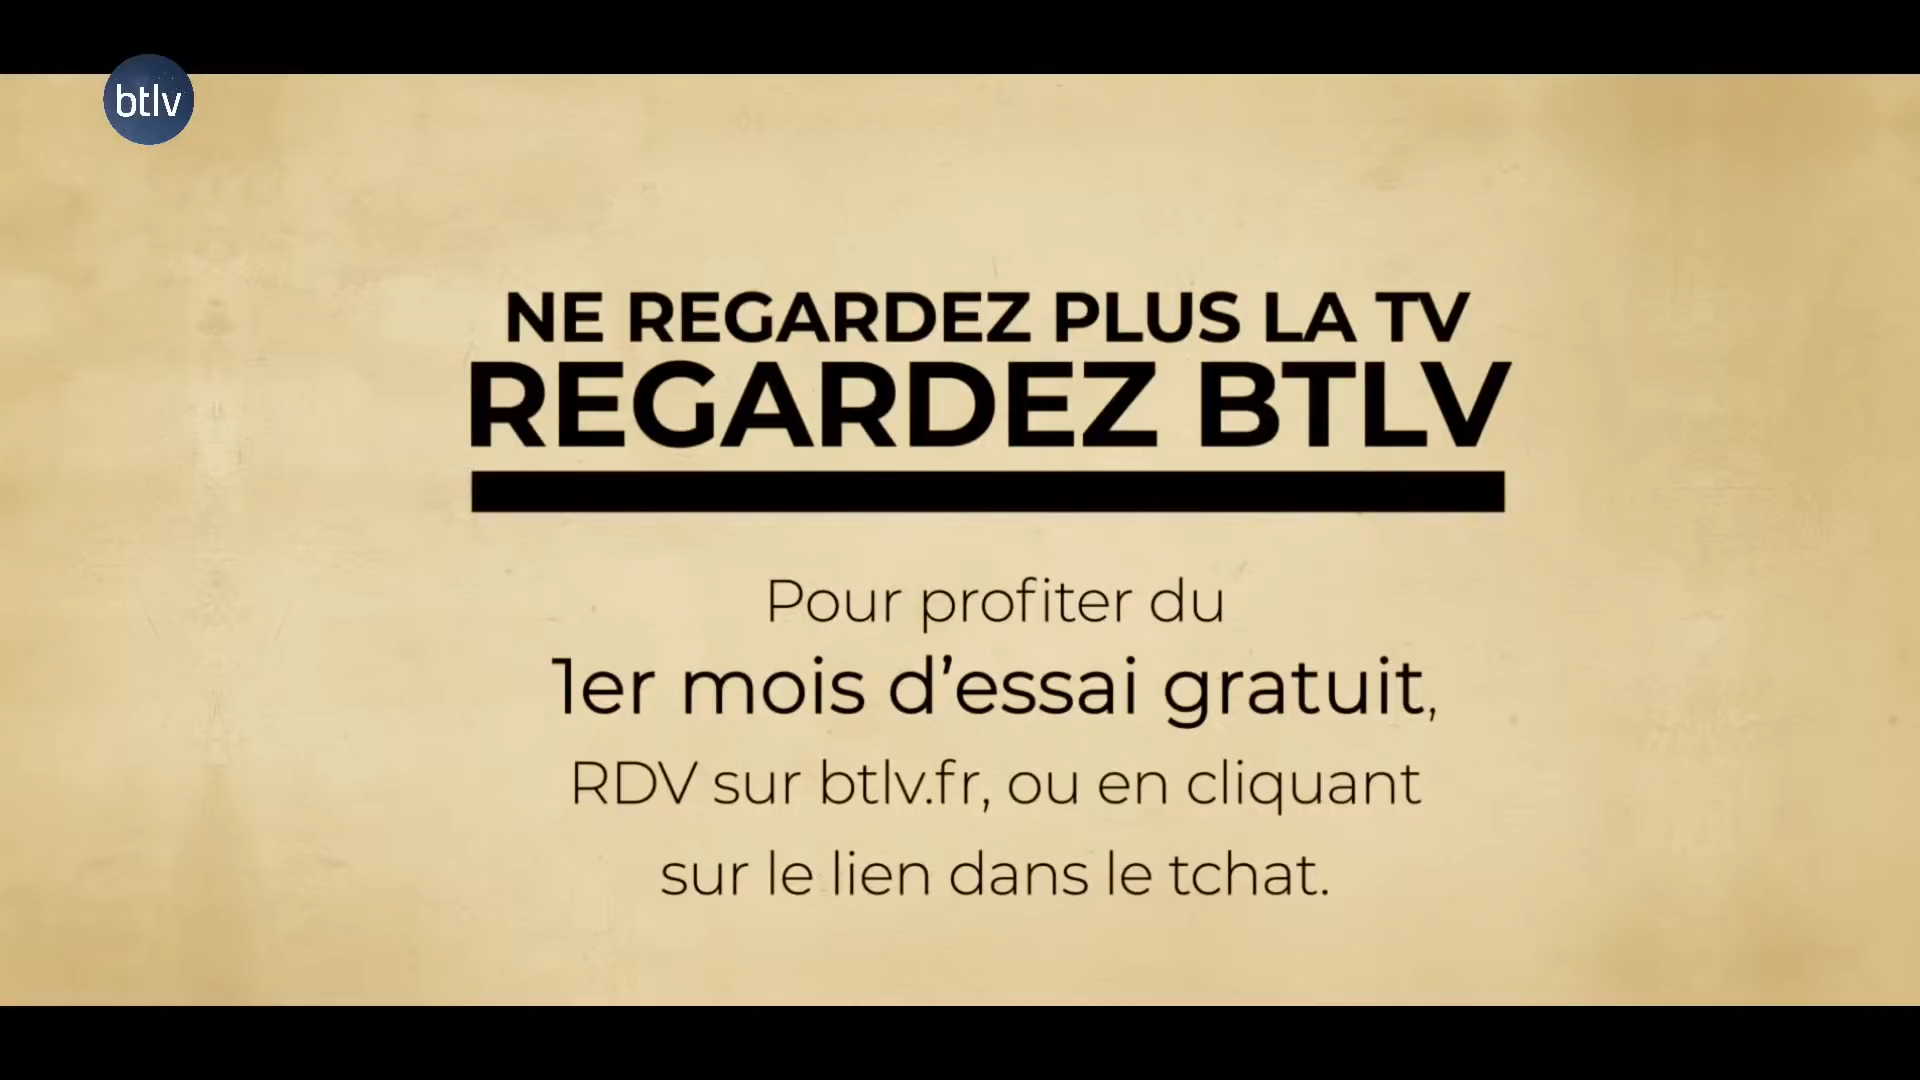 btlv
NE REGARDEZ PLUS LA TV
REGARDEZ BTLV
Pour profiter du
1er mois d’essai gratuit,
RDV sur btlv.fr, ou en cliquant
sur le lien dans le tchat.